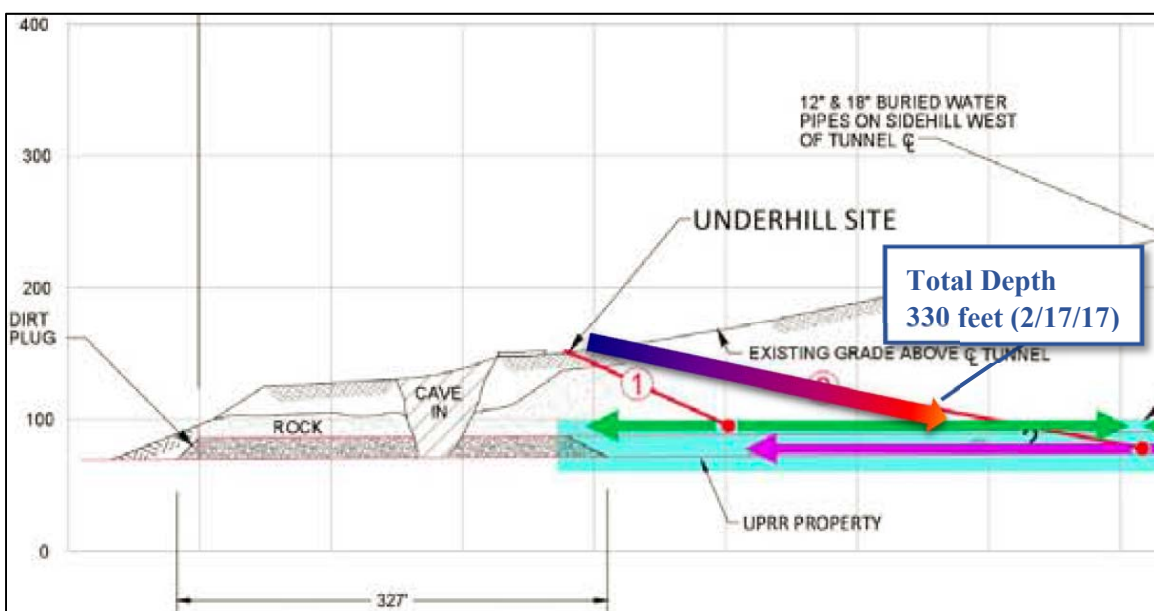 400
12" & 18" BURIED WATER
PIPES ON SIDEHILL WEST
OF TUNNEL ℄
300
UNDERHILL SITE
Total Depth
330 feet (2/17/17)
200
DIRT
PLUG
EXISTING GRADE ABOVE ℄ TUNNEL
1
CAVE
IN
100
ROCK
UPRR PROPERTY
0
327'